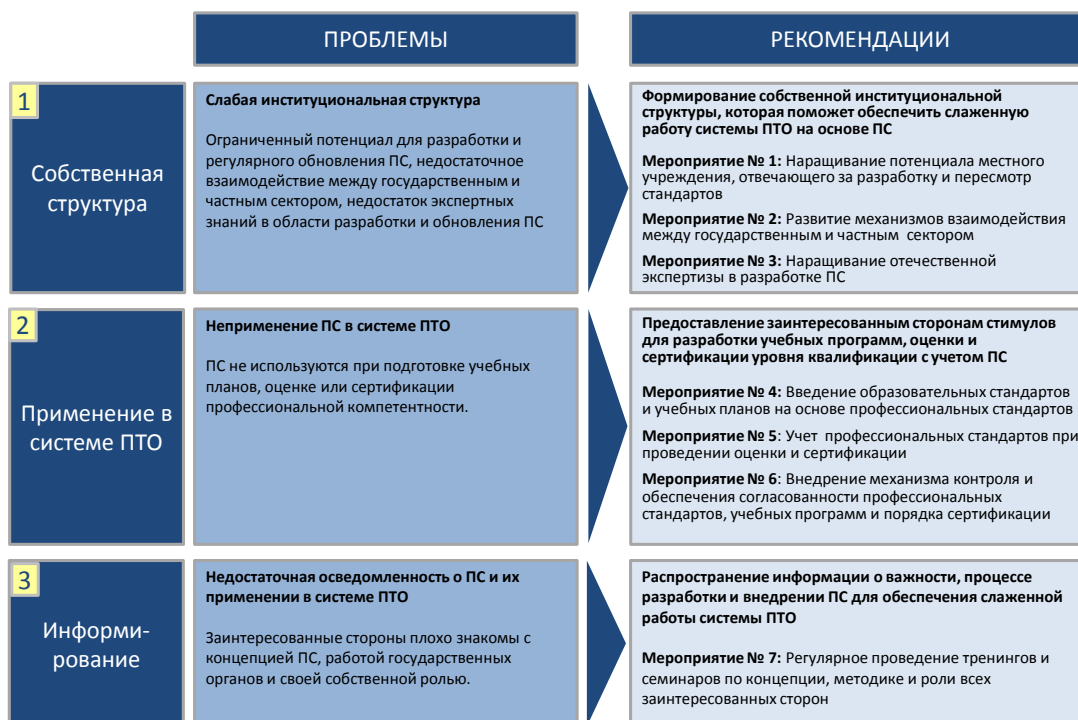 ПРОБЛЕМЫ
РЕКОМЕНДАЦИИ
1
Собственная
структура
Слабая институциональная структура
Ограниченный потенциал для разработки и
регулярного обновления ПС, недостаточное
взаимодействие между государственным и
частным сектором, недостаток экспертных
знаний в области разработки и обновления ПС
Формирование собственной институциональной
структуры, которая поможет обеспечить слаженную
работу системы ПТО на основе ПС
Мероприятие № 1: Наращивание потенциала местного
учреждения, отвечающего за разработку и пересмотр
стандартов
Мероприятие № 2: Развитие механизмов взаимодействия
между государственным и частным сектором
Мероприятие № 3: Наращивание отечественной
экспертизы в разработке ПС
2
Применение в
системе ПТО
Неприменение ПС в системе ПТО
ПС не используются при подготовке учебных
планов, оценке или сертификации
профессиональной компетентности.
Предоставление заинтересованным сторонам стимулов
для разработки учебных программ, оценки и
сертификации уровня квалификации с учетом ПС
Мероприятие № 4: Введение образовательных стандартов
и учебных планов на основе профессиональных стандартов
Мероприятие № 5: Учет профессиональных стандартов при
проведении оценки и сертификации
Мероприятие № 6: Внедрение механизма контроля и
обеспечения согласованности профессиональных
стандартов, учебных программ и порядка сертификации
3
Информи-
рование
Недостаточная осведомленность о ПС и их
применении в системе ПТО
Заинтересованные стороны плохо знакомы с
концепцией ПС, работой государственных
органов и своей собственной ролью.
Распространение информации о важности, процессе
разработки и внедрении ПС для обеспечения слаженной
работы системы ПТО
Мероприятие № 7: Регулярное проведение тренингов и
семинаров по концепции, методике и роли всех
заинтересованных сторон